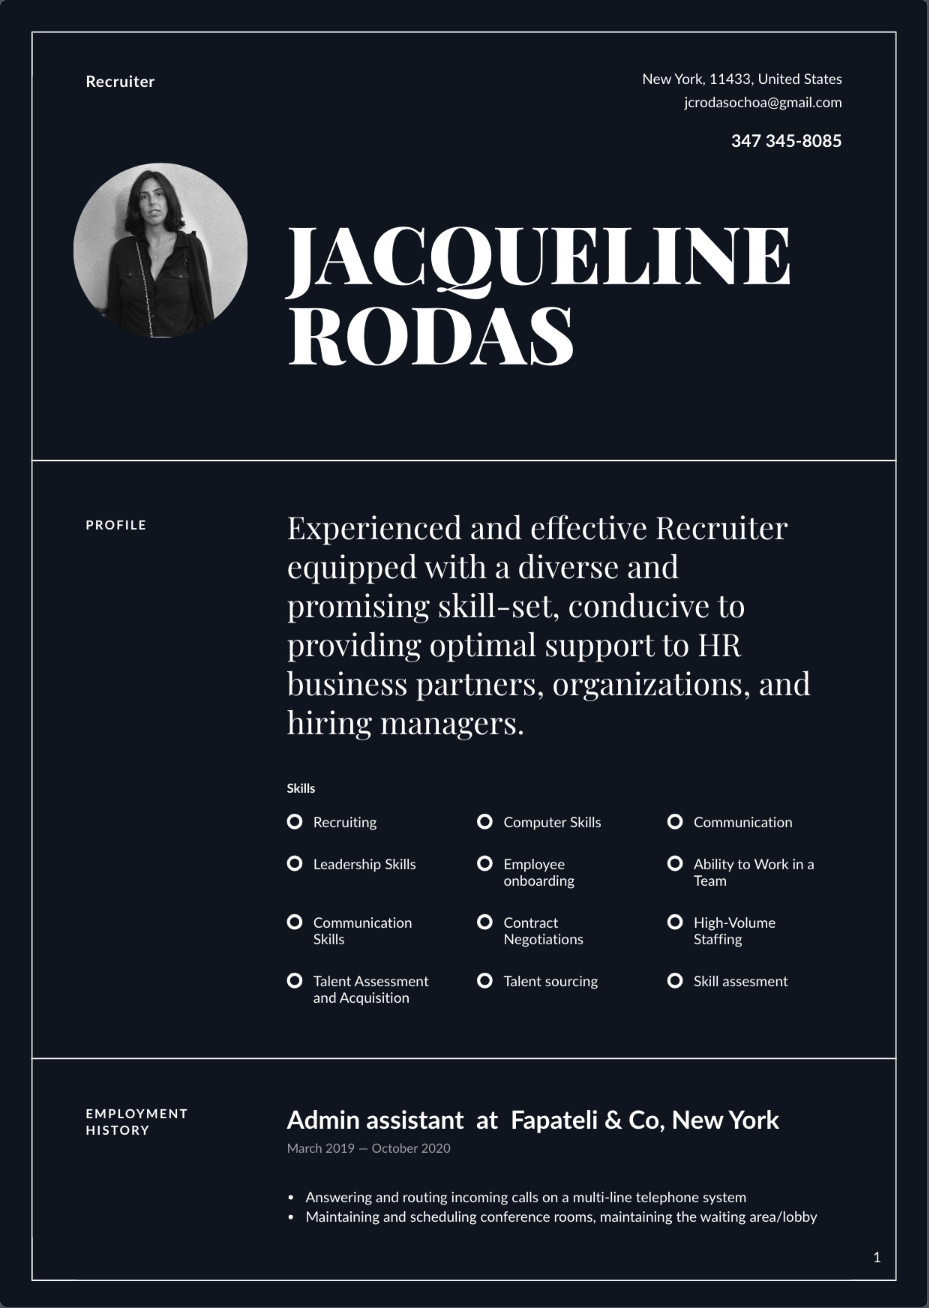 Recruiter
New York, 11433, United States
jcrodasochoa@gmail.com
347 345-8085
JACQUELINE
RODAS
PROFILE
Experienced and effective Recruiter
equipped with a diverse and
promising skill-set, conducive to
providing optimal support to HR
business partners, organizations, and
hiring managers.
Skills
Recruiting
Computer Skills
Communication
Leadership Skills
Employee
onboarding
Ability to Work in a
Team
Communication
Skills
Contract
Negotiations
High-Volume
Staffing
Talent Assessment
and Acquisition
Talent sourcing
Skill assesment
EMPLOYMENT
HISTORY
Admin assistant at Fapateli & Co, New York
March 2019 — October 2020
• Answering and routing incoming calls on a multi-line telephone system
• Maintaining and scheduling conference rooms, maintaining the waiting area/lobby
1